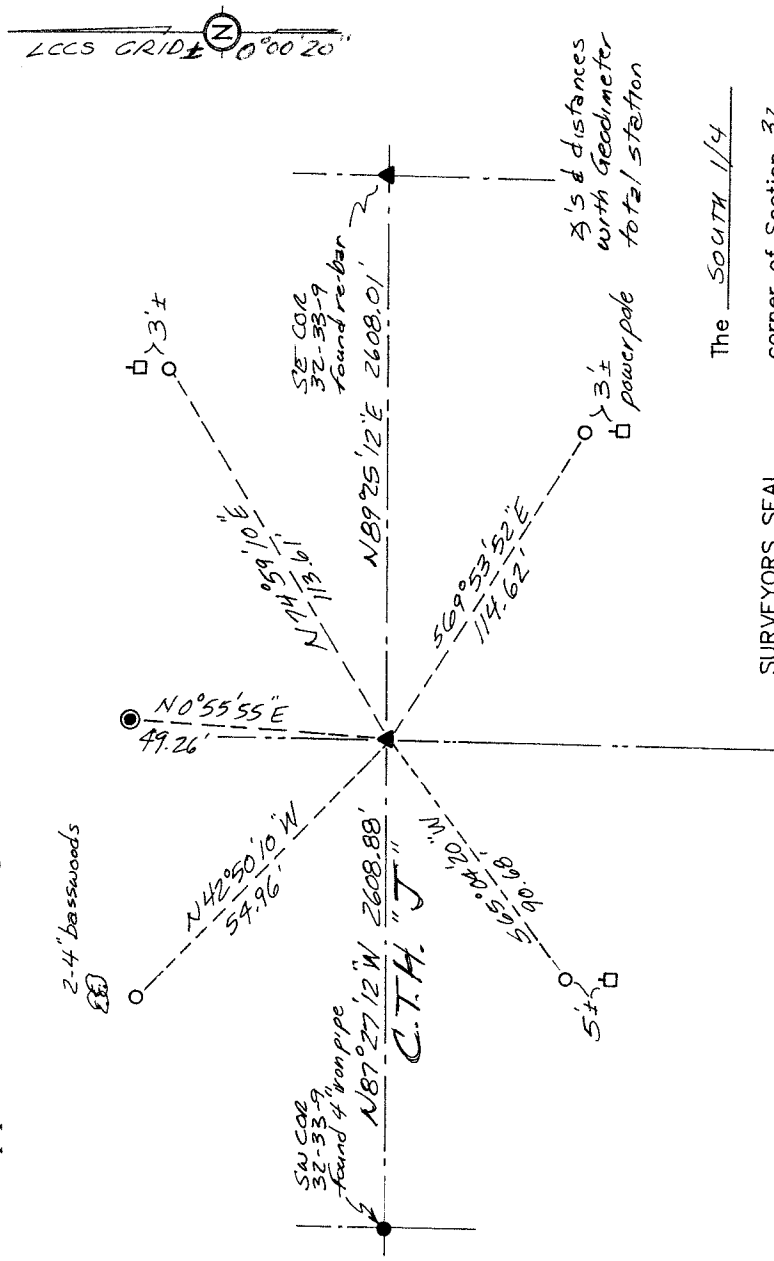 LCCS GRID ± 0°00'20"
N
∡'s & distances
with Geodimeter
total station
SE COR
32-33-9
found re-bar
>3'±
N89°25'12"E 2608.01'
N74°59'10"E
113.61'
>3'±
powerpole
S69°53'52"E
114.62'
N0°55'55"E
49.26'
2-4" basswoods
N42°50'10"W
54.96'
SW COR
32-33-9
found 4" iron pipe
N87°27'12"W 2608.88'
C.T.H. "J"
S65°04'20"W
90.68'
5'±
The SOUTH 1/4
corner of Section 32
SURVEYORS SEAL